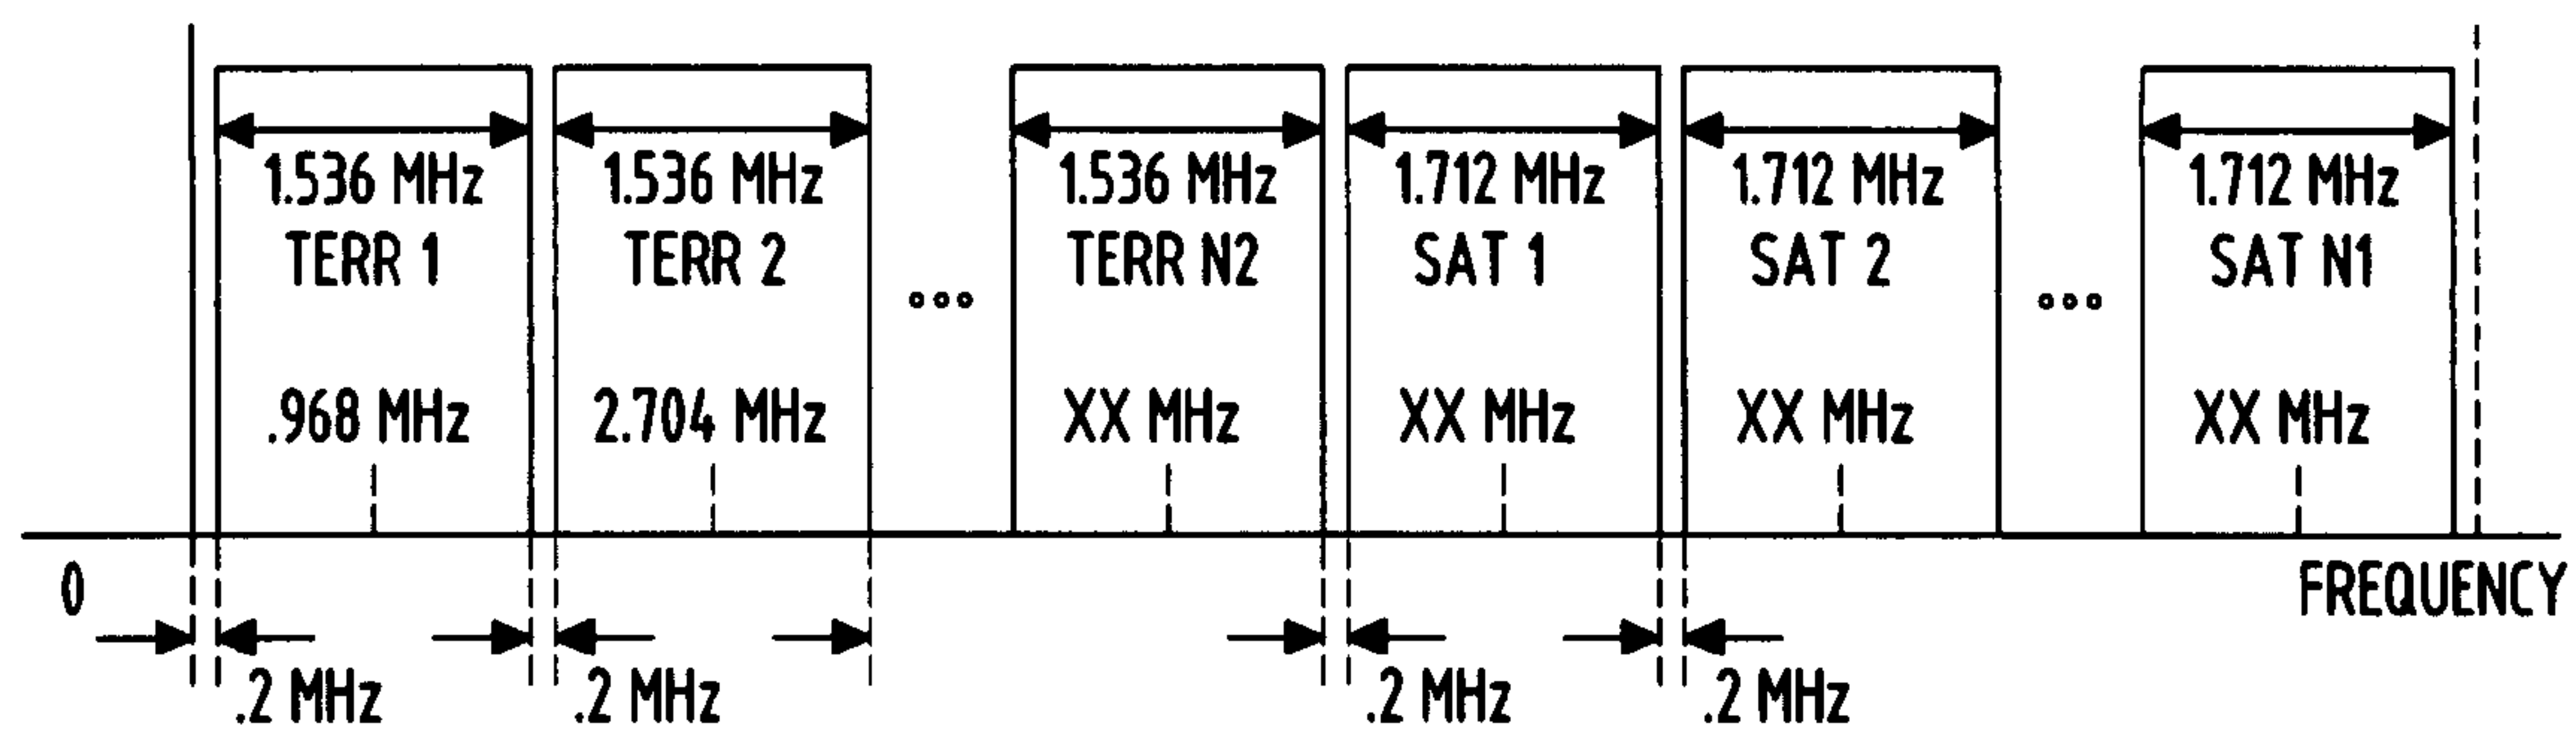 1.536 MHz
TERR 1
.968 MHz
1.536 MHz
TERR 2
2.704 MHz
1.536 MHz
TERR N2
XX MHz
1.712 MHz
SAT 1
XX MHz
1.712 MHz
SAT 2
XX MHz
1.712 MHz
SAT N1
XX MHz
0
FREQUENCY
.2 MHz
.2 MHz
.2 MHz
.2 MHz